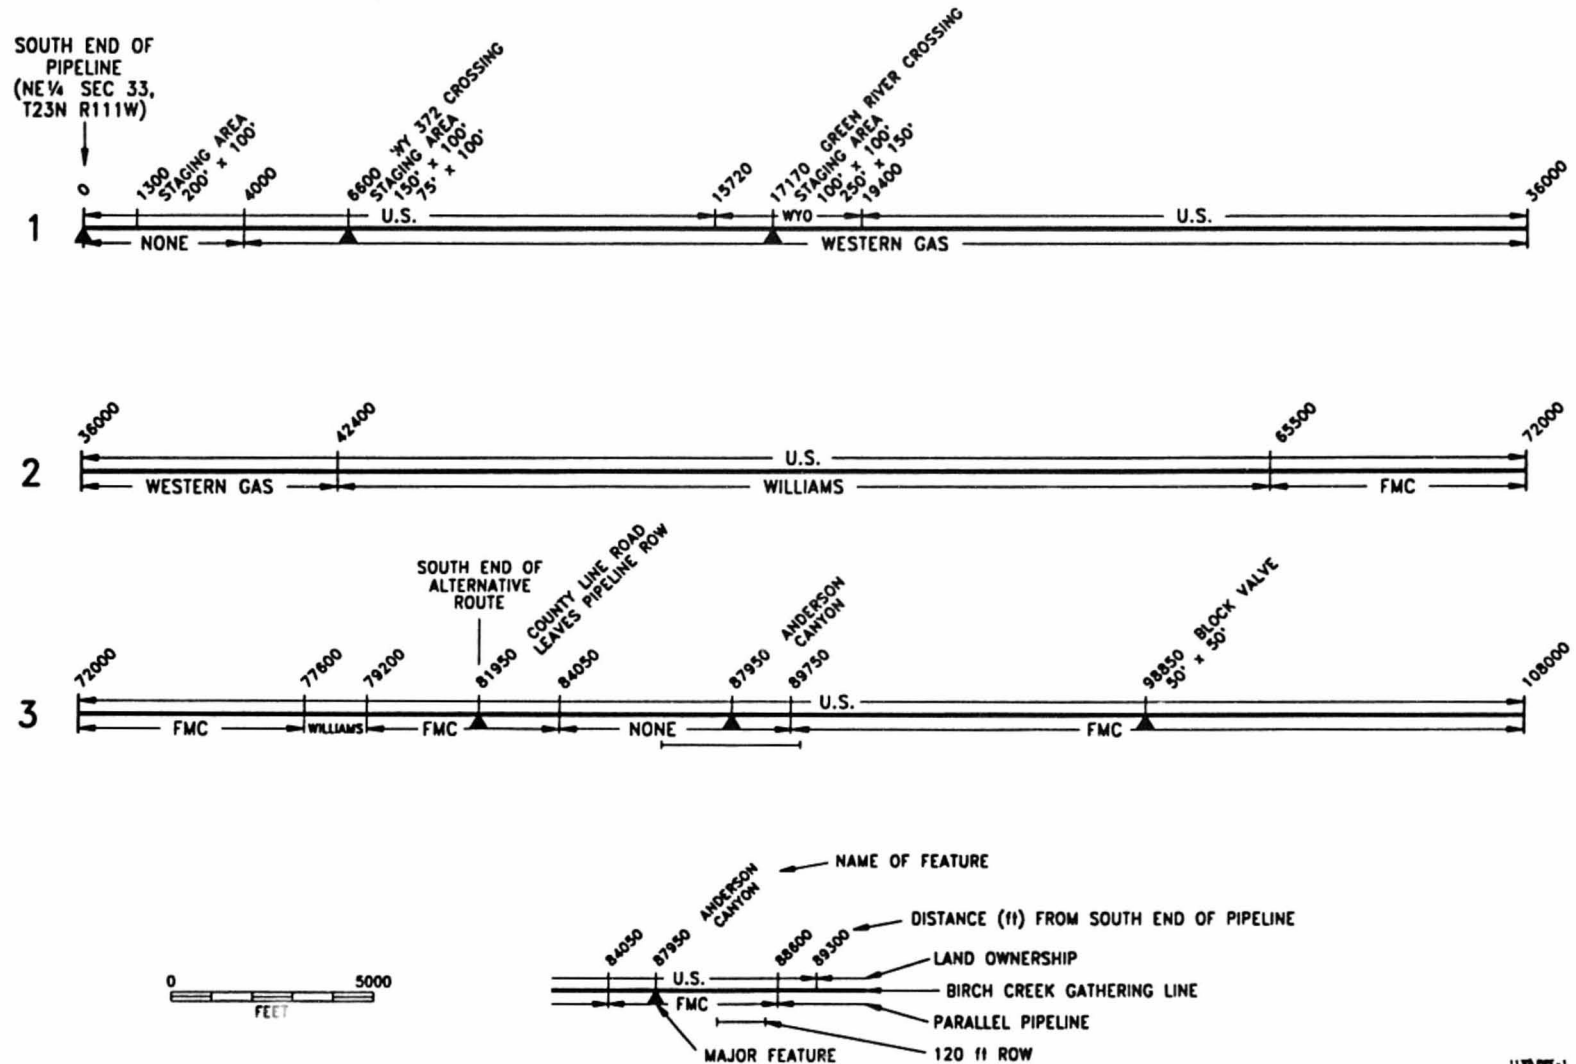 SOUTH END OF
PIPELINE
(NE¼ SEC 33,
T23N R111W)
0
1300
STAGING AREA
200' x 100'
4000
6600 WY 372 CROSSING
STAGING AREA
150' x 100'
75' x 100'
15720
17170 GREEN RIVER CROSSING
STAGING AREA
100' x 100'
250' x 150'
19400
36000
1
U.S.
WYO
U.S.
NONE
WESTERN GAS
36000
42400
65500
72000
2
U.S.
WESTERN GAS
WILLIAMS
FMC
SOUTH END OF
ALTERNATIVE
ROUTE
72000
77600
79200
81950 COUNTY LINE ROAD
LEAVES PIPELINE ROW
84050
87950 ANDERSON
CANYON
89750
98850 BLOCK VALVE
50' x 50'
108000
3
U.S.
FMC
WILLIAMS
FMC
NONE
FMC
NAME OF FEATURE
ANDERSON
CANYON
DISTANCE (ft) FROM SOUTH END OF PIPELINE
84050
87950
88600
89300
LAND OWNERSHIP
U.S.
BIRCH CREEK GATHERING LINE
FMC
PARALLEL PIPELINE
120 ft ROW
MAJOR FEATURE
0 5000
FEET